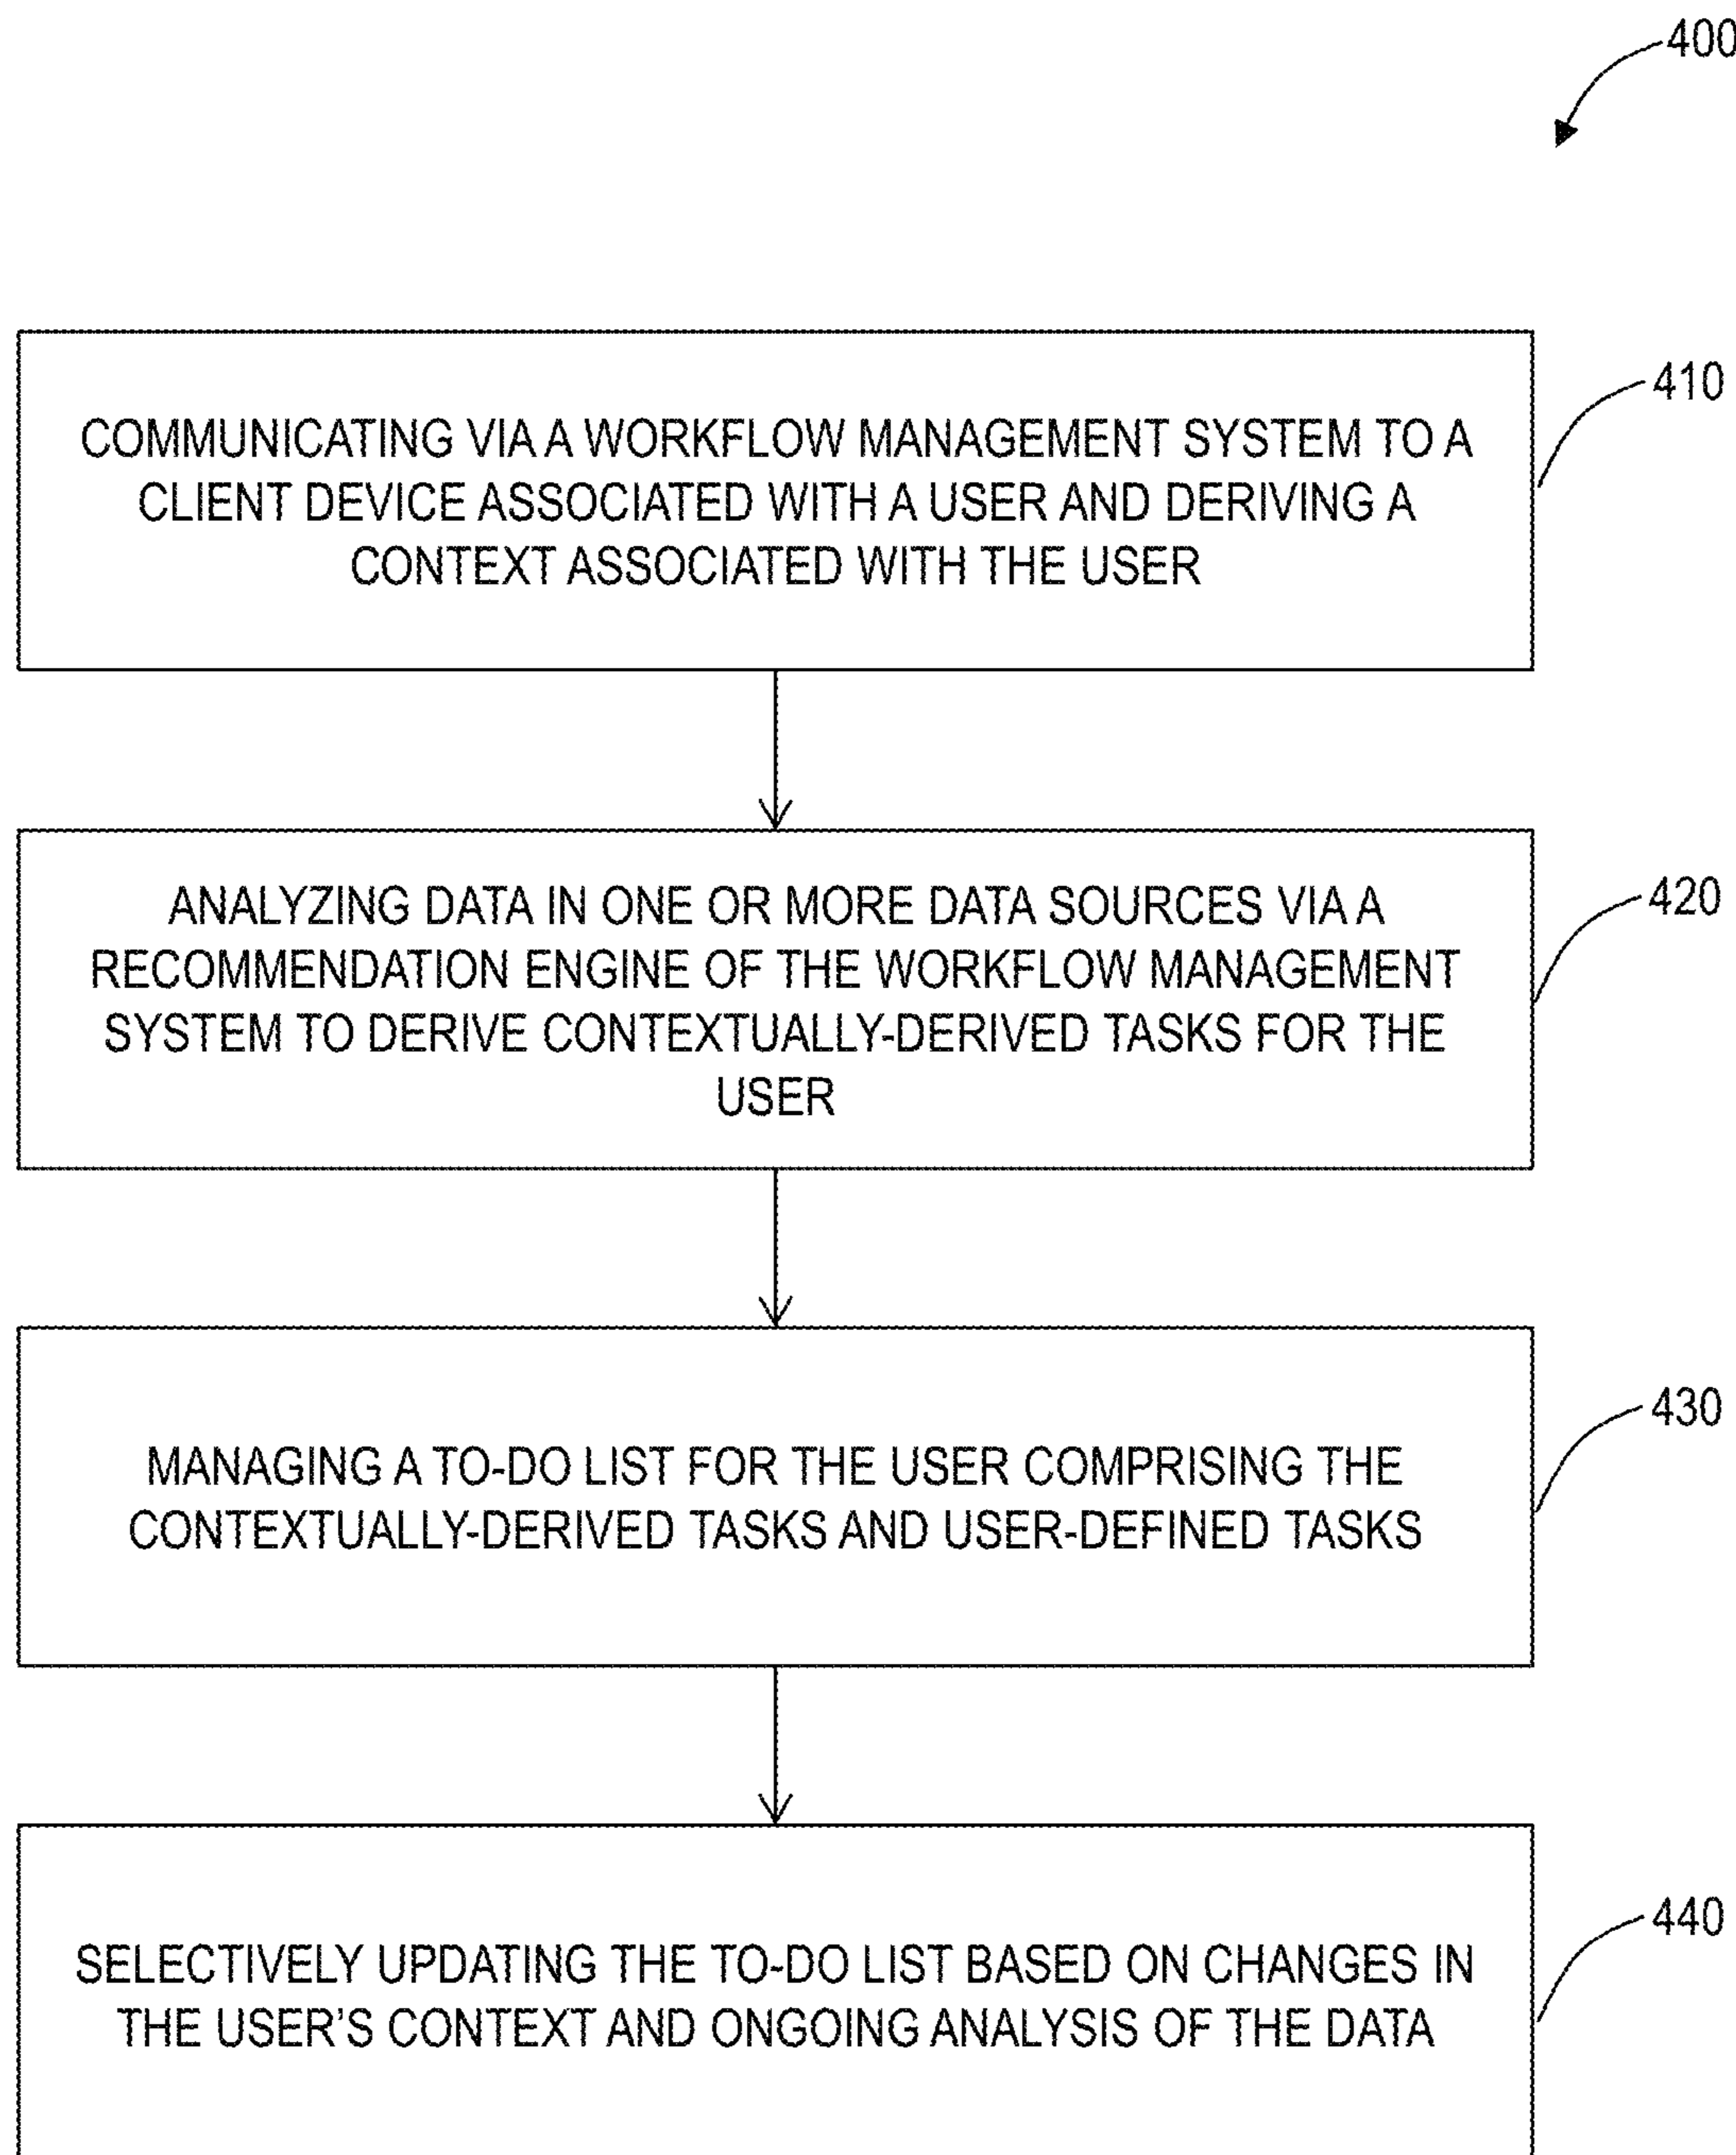 400
410
COMMUNICATING VIA A WORKFLOW MANAGEMENT SYSTEM TO A
CLIENT DEVICE ASSOCIATED WITH A USER AND DERIVING A
CONTEXT ASSOCIATED WITH THE USER
420
ANALYZING DATA IN ONE OR MORE DATA SOURCES VIA A
RECOMMENDATION ENGINE OF THE WORKFLOW MANAGEMENT
SYSTEM TO DERIVE CONTEXTUALLY-DERIVED TASKS FOR THE
USER
430
MANAGING A TO-DO LIST FOR THE USER COMPRISING THE
CONTEXTUALLY-DERIVED TASKS AND USER-DEFINED TASKS
440
SELECTIVELY UPDATING THE TO-DO LIST BASED ON CHANGES IN
THE USER'S CONTEXT AND ONGOING ANALYSIS OF THE DATA